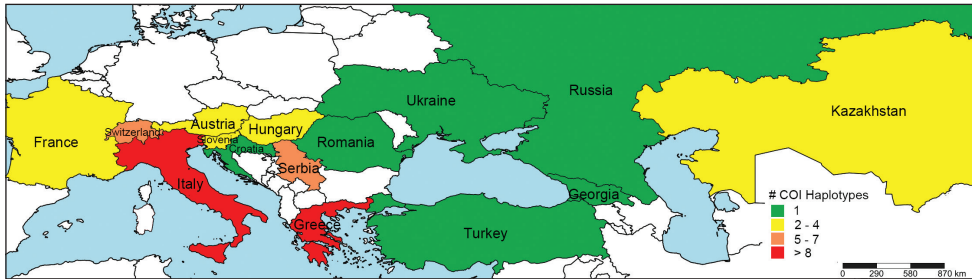 Russia
Ukraine
Kazakhstan
Austria
Switzerland
Hungary
France
Slovenia
Romania
Croatia
Serbia
Italy
Georgia
Greece
Turkey
# COI Haplotypes
1
2 - 4
5 - 7
> 8
0 290 580 870 km